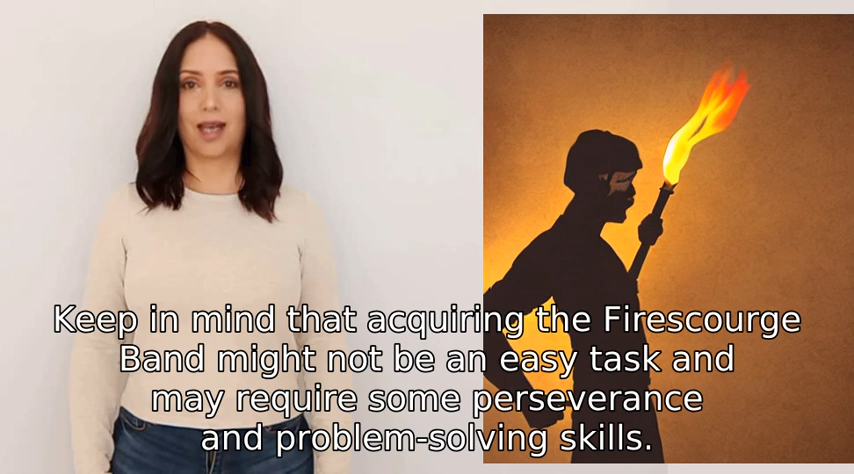 Keep in mind that acquiring the Firescourge
Band might not be an easy task and
may require some perseverance
and problem-solving skills.